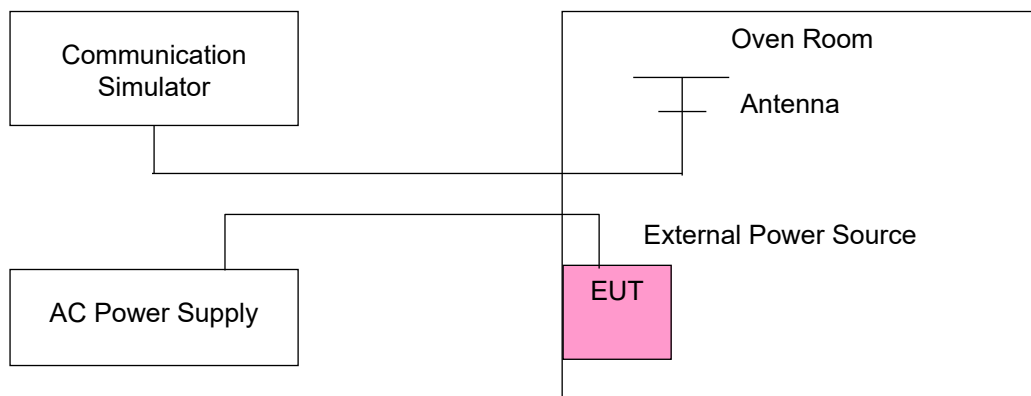 Communication
Simulator
Oven Room
Antenna
External Power Source
AC Power Supply
EUT